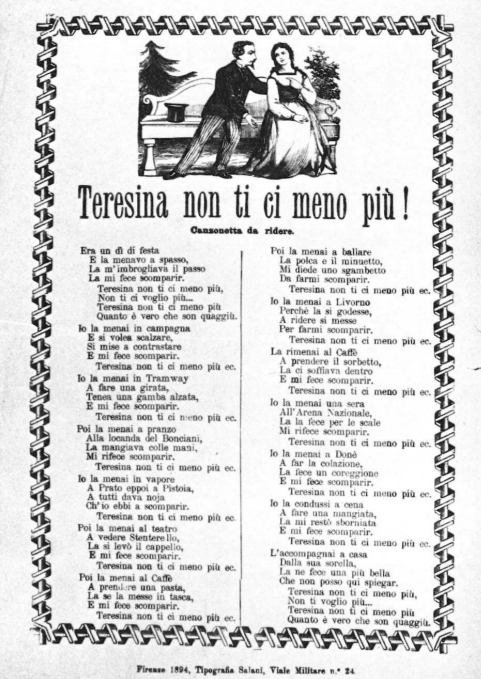 Teresina non ti ci meno più!
Canzonetta da ridere.
Era un dì di festa
E la menavo a spasso,
La m'imbrogliava il passo
La mi fece scomparir.
Teresina non ti ci meno più,
Non ti ci voglio più...
Teresina non ti ci meno più
Quanto è vero che son quaggiù.
Io la menai in campagna
E si volea scalzare,
Si mise a contrastare
E mi fece scomparir.
Teresina non ti ci meno più ec.
Io la menai in Tramway
A fare una girata,
Tenea una gamba alzata,
E mi fece scomparir.
Teresina non ti ci meno più ec.
Poi la menai a pranzo
Alla locanda del Bonciani,
La mangiava colle mani,
Mi rifece scomparir.
Teresina non ti ci meno più ec.
Io la menai in vapore
A Prato eppoi a Pistoia,
A tutti dava noja
Ch'io ebbi a scomparir.
Teresina non ti ci meno più ec.
Poi la menai al teatro
A vedere Stenterello,
La si levò il cappello,
E mi fece scomparir.
Teresina non ti ci meno più ec.
Poi la menai al Caffè
A prendere una pasta,
La se la messe in tasca,
E mi fece scomparir.
Teresina non ti ci meno più ec.
Poi la menai a ballare
La polca e il minuetto,
Mi diede uno sgambetto
Da farmi scomparir.
Teresina non ti ci meno più ec.
Io la menai a Livorno
Perchè la si godesse,
A ridere si messe
Per farmi scomparir.
Teresina non ti ci meno più ec.
La rimenai al Caffè
A prendere il sorbetto,
La ci soffiava dentro
E mi fece scomparir.
Teresina non ti ci meno più ec.
Io la menai una sera
All'Arena Nazionale,
La la fece per le scale
Mi rifece scomparir.
Teresina non ti ci meno più ec.
Io la menai a Donè
A far la colazione,
La fece un coreggione
E mi fece scomparir.
Teresina non ti ci meno più ec.
Io la condussi a cena
A fare una mangiata,
La mi restò sborniata
E mi fece scomparir.
Teresina non ti ci meno più ec.
L'accompagnai a casa
Dalla sua sorella,
La ne fece una più bella
Che non posso qui spiegar.
Teresina non ti ci meno più,
Non ti voglio più...
Teresina non ti ci meno più
Quanto è vero che son quaggiù.
Firenze 1894, Tipografia Salani, Viale Militare n.° 24.